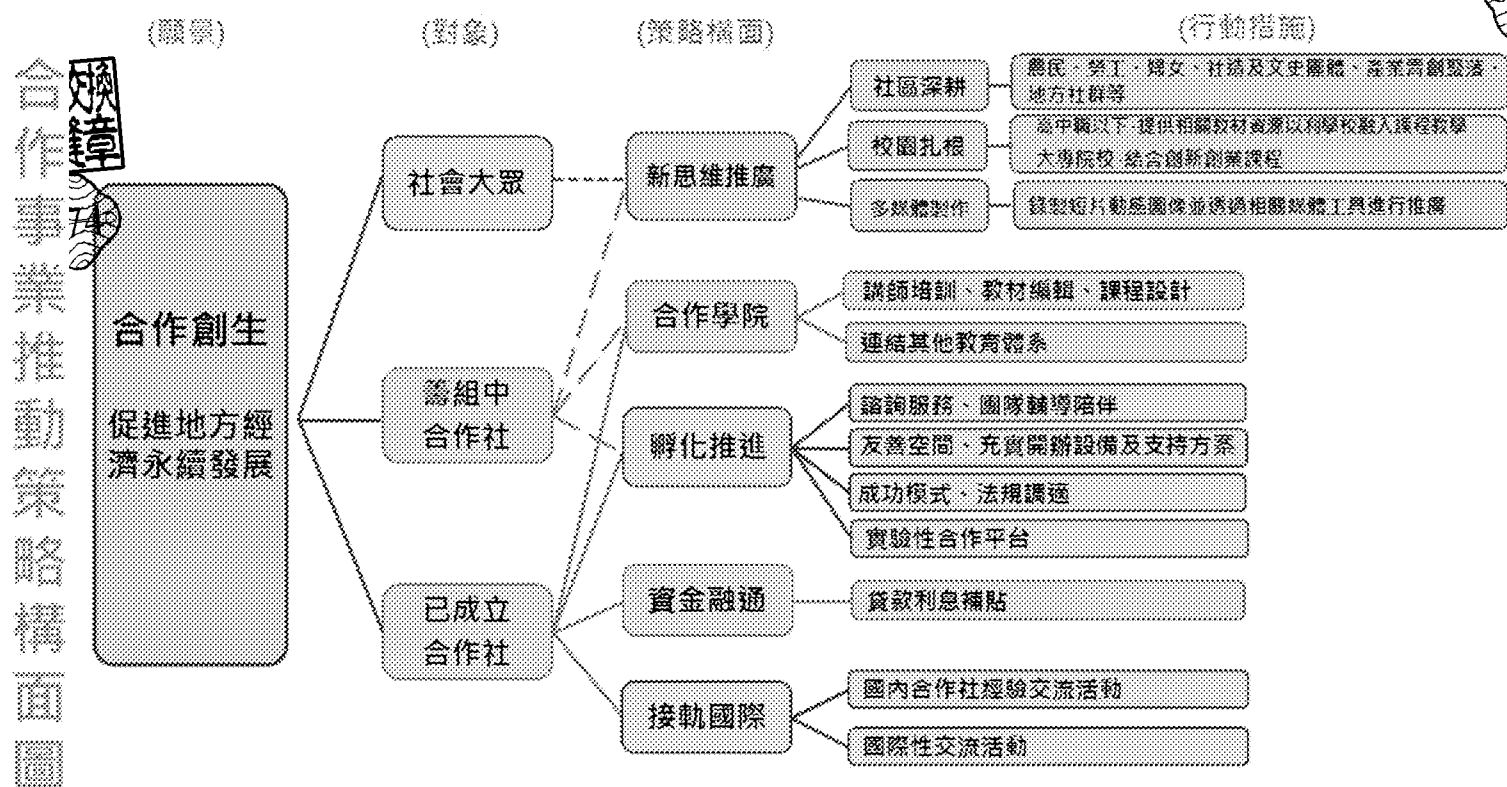 合作事業推動策略構面圖
(願景)
(對象)
(策略構面)
(行動措施)
合作創生
促進地方經
濟永續發展
社會大眾
籌組中
合作社
已成立
合作社
新思維推廣
合作學院
孵化推進
資金融通
接軌國際
社區深耕
農民、勞工、婦女、社造及文史團體、產業青創聚落、
地方社群等
校園扎根
高中職以下-提供相關教材資源以利學校融入課程教學
大專院校-結合創新創業課程
多媒體製作
錄製短片動態圖像並透過相關媒體工具進行推廣
講師培訓、教材編輯、課程設計
連結其他教育體系
諮詢服務、團隊輔導陪伴
友善空間、充實開辦設備及支持方案
成功模式、法規調適
實驗性合作平台
貸款利息補貼
國內合作社經驗交流活動
國際性交流活動